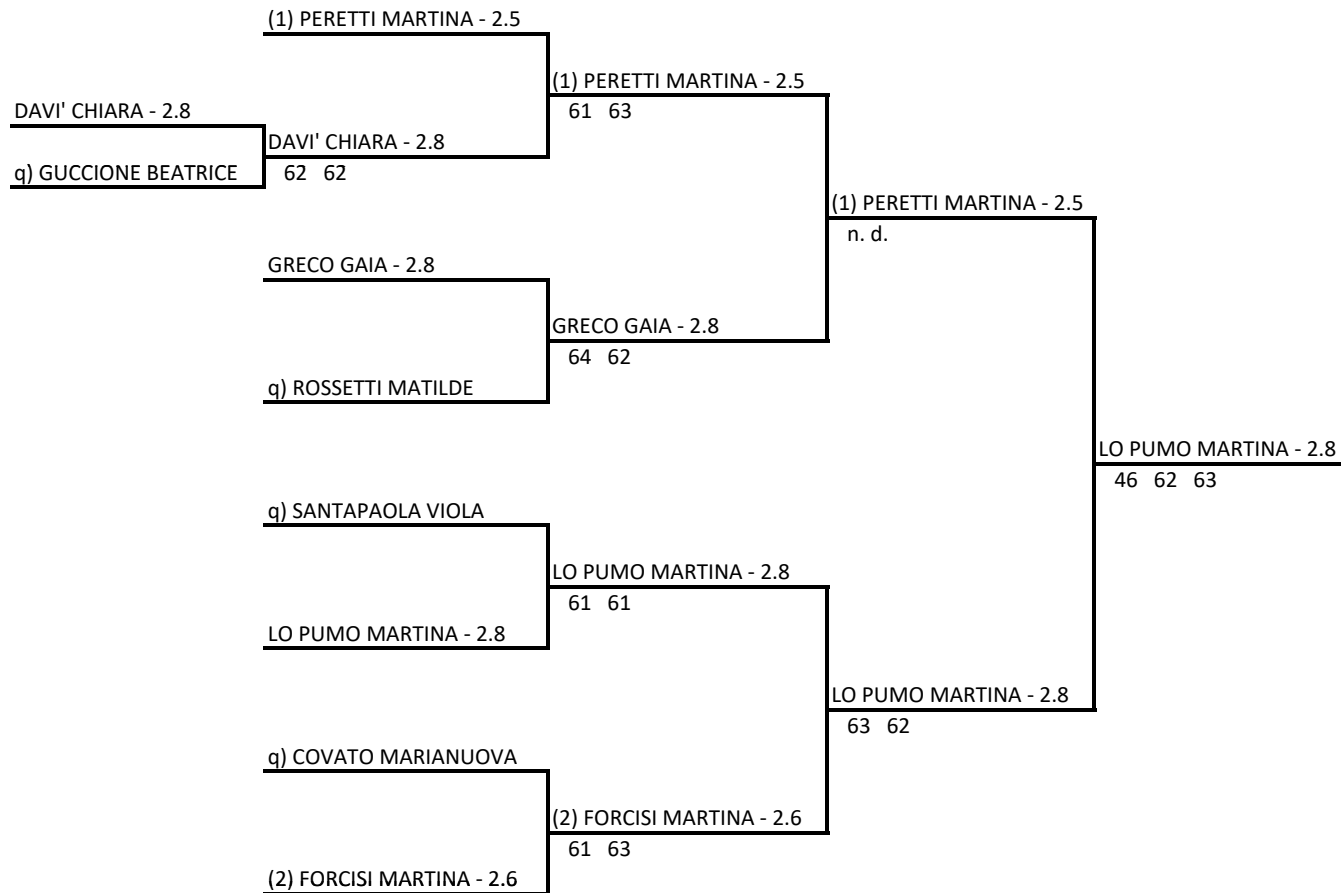 (1) PERETTI MARTINA - 2.5
(1) PERETTI MARTINA - 2.5
DAVI' CHIARA - 2.8
61 63
DAVI' CHIARA - 2.8
q) GUCCIONE BEATRICE
62 62
(1) PERETTI MARTINA - 2.5
n. d.
GRECO GAIA - 2.8
GRECO GAIA - 2.8
64 62
q) ROSSETTI MATILDE
LO PUMO MARTINA - 2.8
46 62 63
q) SANTAPAOLA VIOLA
LO PUMO MARTINA - 2.8
61 61
LO PUMO MARTINA - 2.8
LO PUMO MARTINA - 2.8
63 62
q) COVATO MARIANUOVA
(2) FORCISI MARTINA - 2.6
61 63
(2) FORCISI MARTINA - 2.6